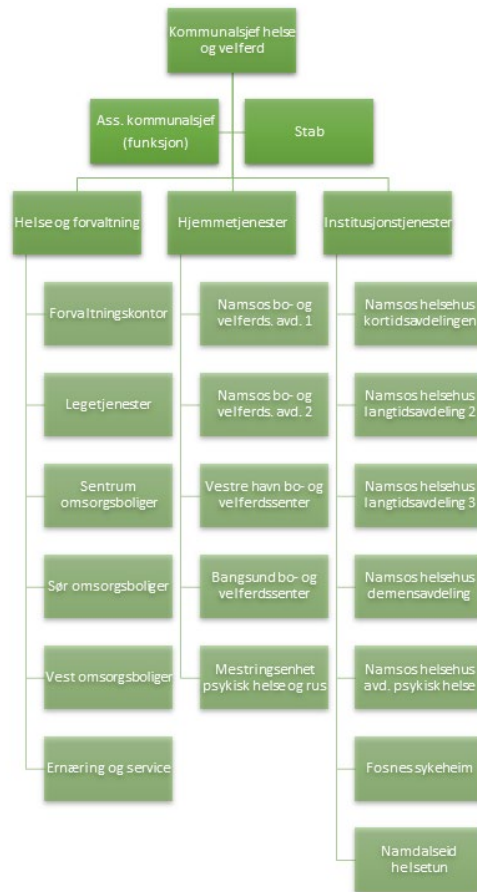 Kommunalsjef helse
og velferd
Ass. kommunalsjef
(funksjon)
Stab
Helse og forvaltning
Hjemmetjenester
Institusjonstjenester
Forvaltningskontor
Legetjenester
Sentrum
omsorgsboliger
Sør omsorgsboliger
Vest omsorgsboliger
Ernæring og service
Namsos bo- og
velferds. avd. 1
Namsos bo- og
velferds. avd. 2
Vestre havn bo- og
velferdssenter
Bangsund bo- og
velferdssenter
Mestringsenhet
psykisk helse og rus
Namsos helsehus
kortidsavdelingen
Namsos helsehus
langtidsavdeling 2
Namsos helsehus
langtidsavdeling 3
Namsos helsehus
demensavdeling
Namsos helsehus
avd. psykisk helse
Fosnes sykeheim
Namdalseid
helsetun